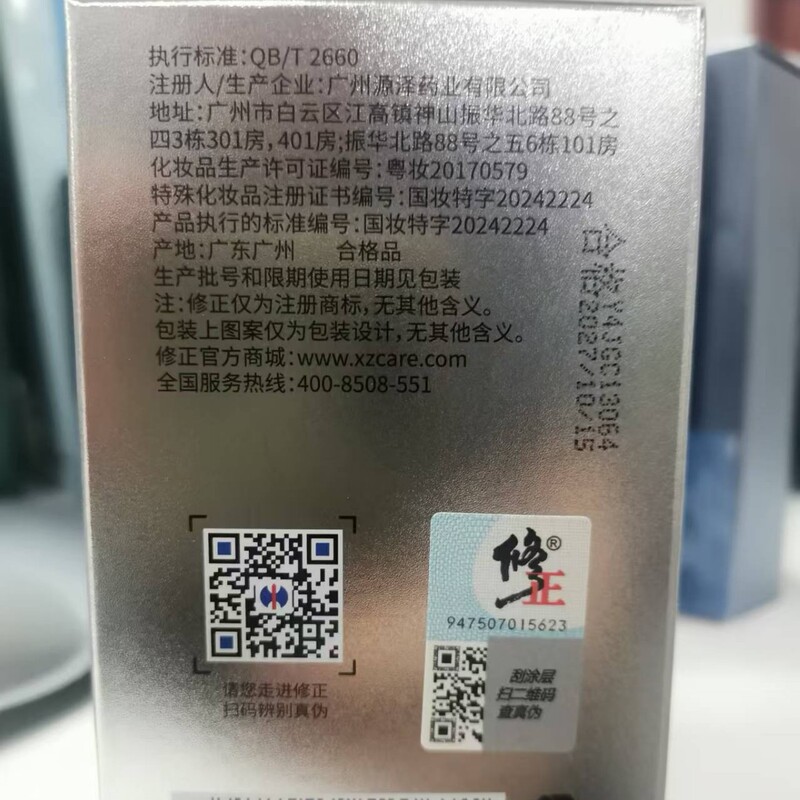 执行标准:QB/T 2660
注册人/生产企业:广州源泽药业有限公司
地址:广州市白云区江高镇神山振华北路88号之
四3栋301房,401房;振华北路88号之五6栋101房
化妆品生产许可证编号:粤妆20170579
特殊化妆品注册证书编号:国妆特字20242224
产品执行的标准编号:国妆特字20242224
产地:广东广州 合格品
生产批号和限期使用日期见包装
注:修正仅为注册商标,无其他含义。
包装上图案仅为包装设计,无其他含义。
修正官方商城:www.xzcare.com
全国服务热线:400-8508-551
合格2027/10/15
请您走进修正
扫码辨别真伪
修正®
947507015623
刮涂层
扫二维码
查真伪